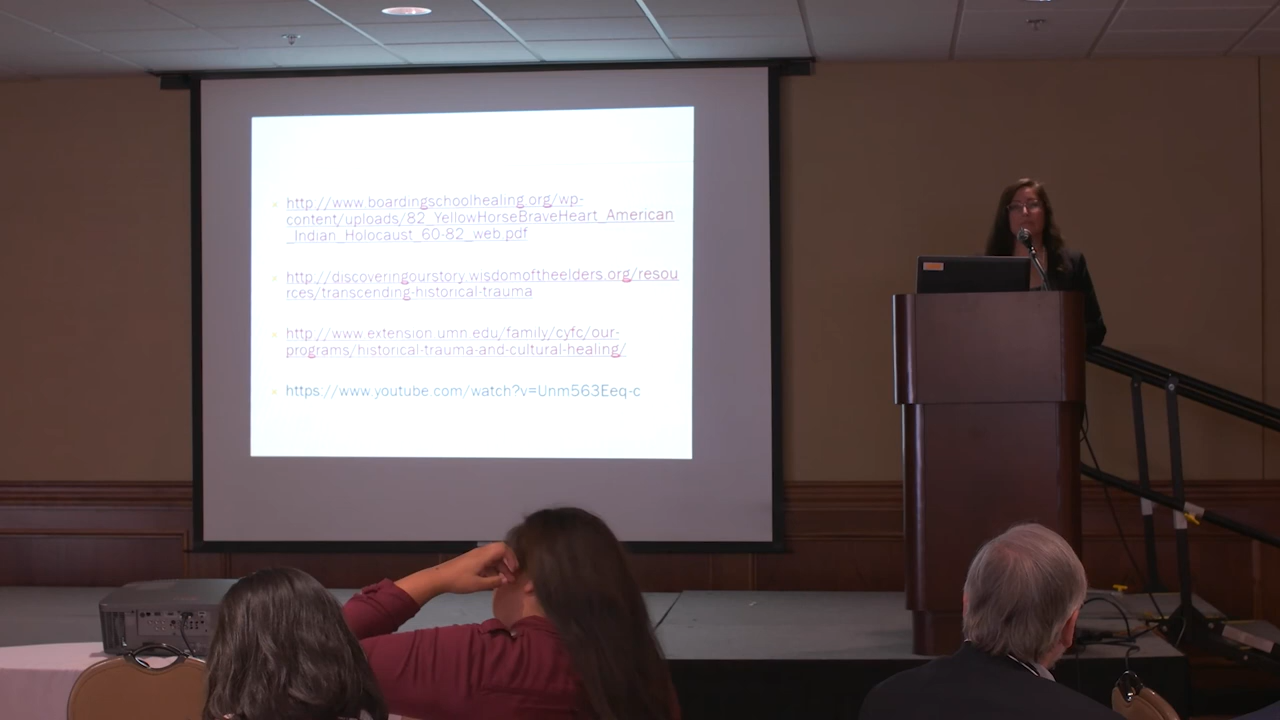 http://www.boardingschoolhealing.org/wp-
content/uploads/82_YellowHorseBraveHeart_American
_Indian_Holocaust_60-82_web.pdf
http://discoveringourstory.wisdomoftheelders.org/resou
rces/transcending-historical-trauma
http://www.extension.umn.edu/family/cyfc/our-
programs/historical-trauma-and-cultural-healing/
https://www.youtube.com/watch?v=Unm563Eeq-c